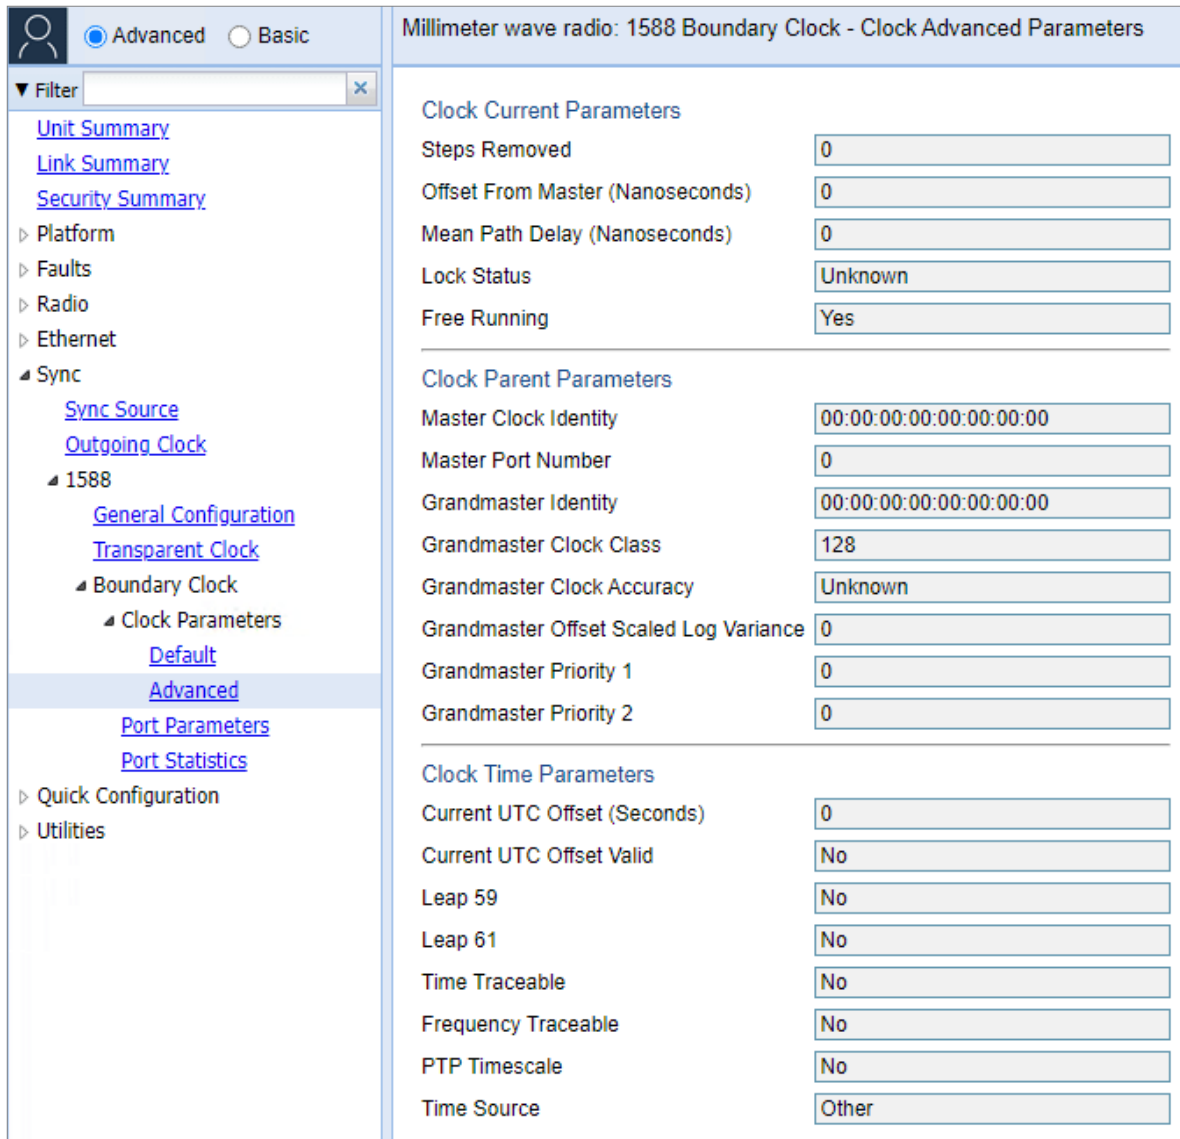 Advanced Basic
Filter
Unit Summary
Link Summary
Security Summary
Platform
Faults
Radio
Ethernet
Sync
Sync Source
Outgoing Clock
1588
General Configuration
Transparent Clock
Boundary Clock
Clock Parameters
Default
Advanced
Port Parameters
Port Statistics
Quick Configuration
Utilities
Millimeter wave radio: 1588 Boundary Clock - Clock Advanced Parameters
Clock Current Parameters
Steps Removed 0
Offset From Master (Nanoseconds) 0
Mean Path Delay (Nanoseconds) 0
Lock Status Unknown
Free Running Yes
Clock Parent Parameters
Master Clock Identity 00:00:00:00:00:00:00:00
Master Port Number 0
Grandmaster Identity 00:00:00:00:00:00:00:00
Grandmaster Clock Class 128
Grandmaster Clock Accuracy Unknown
Grandmaster Offset Scaled Log Variance 0
Grandmaster Priority 1 0
Grandmaster Priority 2 0
Clock Time Parameters
Current UTC Offset (Seconds) 0
Current UTC Offset Valid No
Leap 59 No
Leap 61 No
Time Traceable No
Frequency Traceable No
PTP Timescale No
Time Source Other